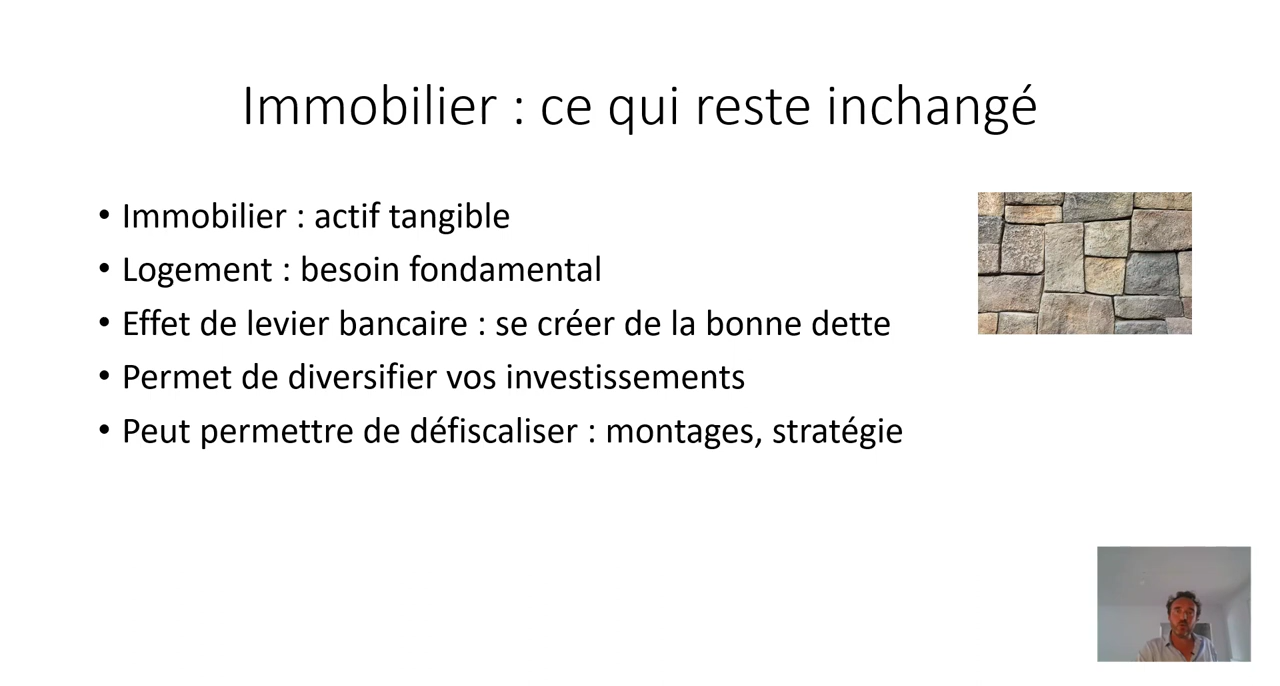 Immobilier : ce qui reste inchangé
• Immobilier : actif tangible
• Logement : besoin fondamental
• Effet de levier bancaire : se créer de la bonne dette
• Permet de diversifier vos investissements
• Peut permettre de défiscaliser : montages, stratégie